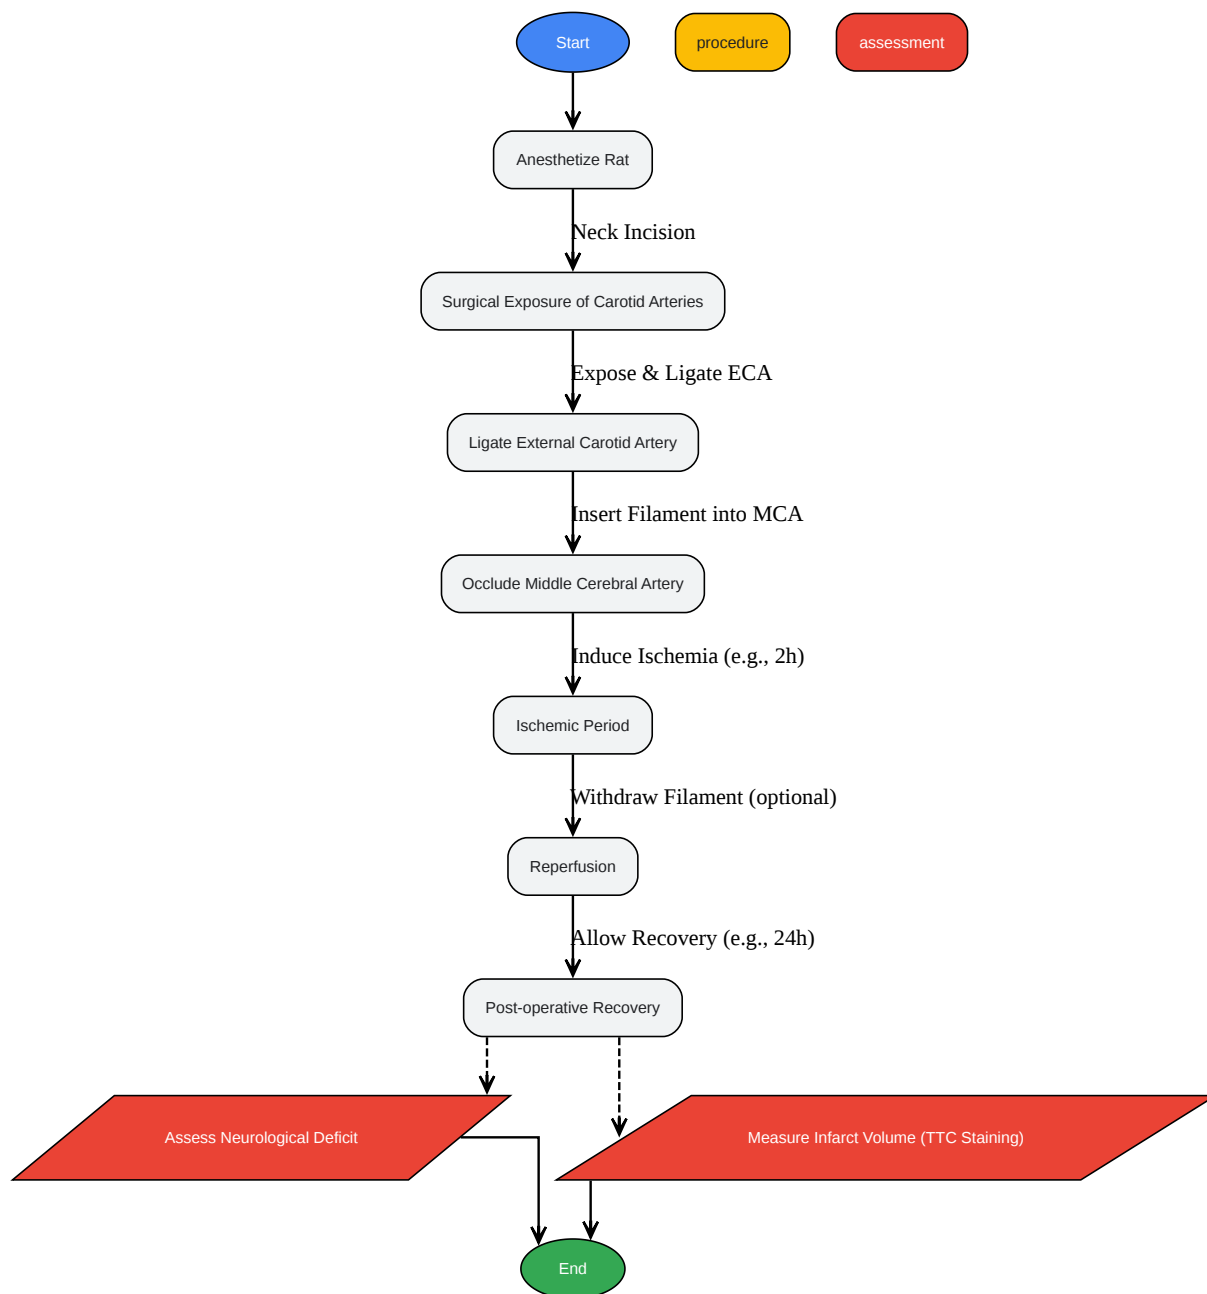 Start
procedure
assessment
Anesthetize Rat
Neck Incision
Surgical Exposure of Carotid Arteries
Expose & Ligate ECA
Ligate External Carotid Artery
Insert Filament into MCA
Occlude Middle Cerebral Artery
Induce Ischemia (e.g., 2h)
Ischemic Period
Withdraw Filament (optional)
Reperfusion
Allow Recovery (e.g., 24h)
Post-operative Recovery
Assess Neurological Deficit
Measure Infarct Volume (TTC Staining)
End